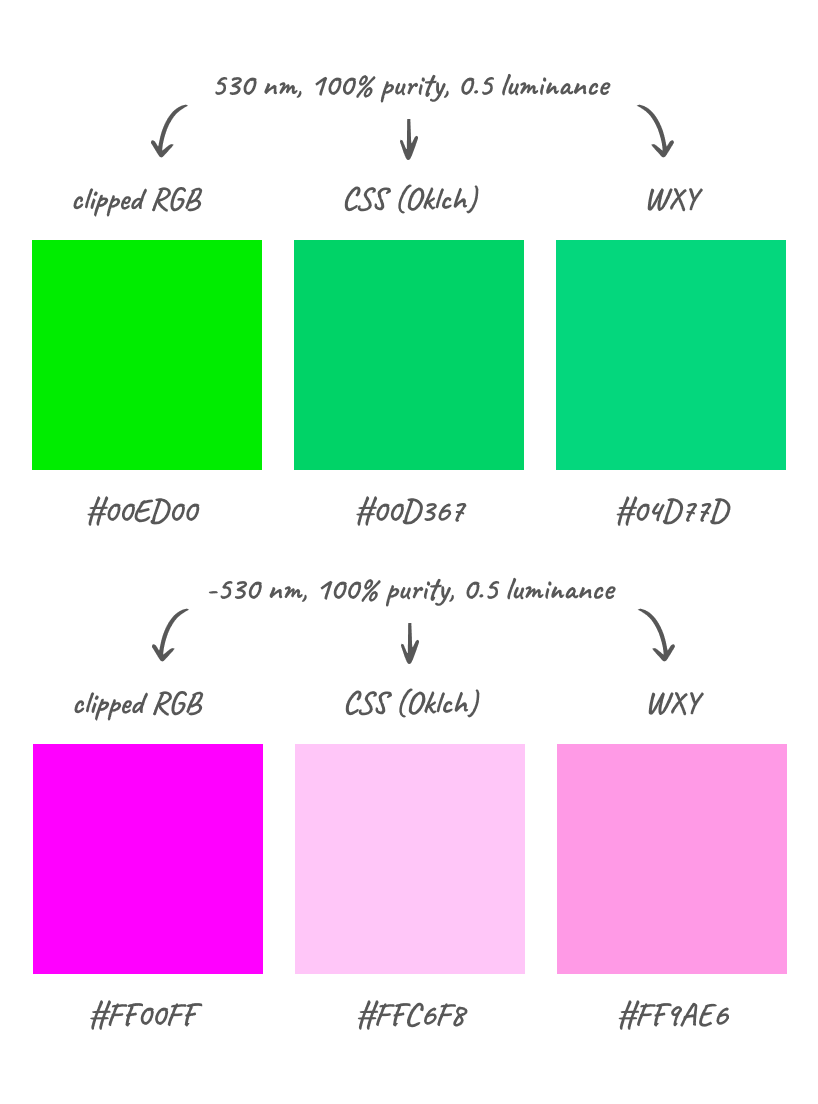 530 nm, 100% purity, 0.5 luminance
clipped RGB CSS (Oklch) WXY
#00ED00 #00D367 #04D77D
-530 nm, 100% purity, 0.5 luminance
clipped RGB CSS (Oklch) WXY
#FF00FF #FFC6F8 #FF9AE6